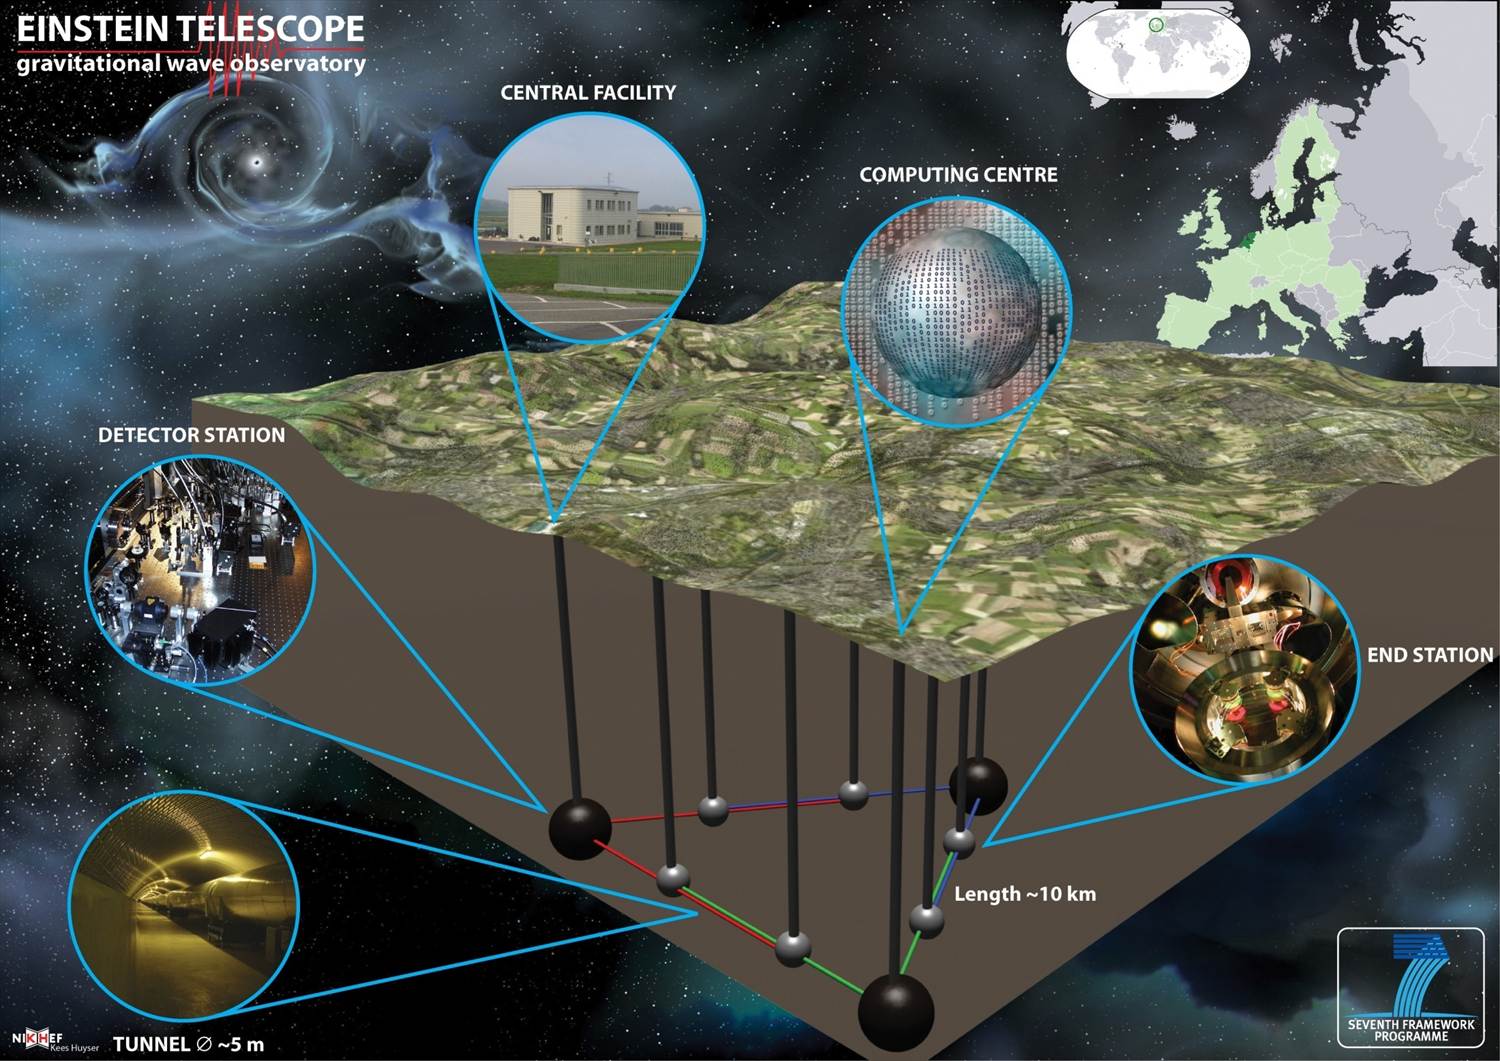 EINSTEIN TELESCOPE
gravitational wave observatory
CENTRAL FACILITY
COMPUTING CENTRE
DETECTOR STATION
END STATION
Length ~10 km
TUNNEL ∅ ~5 m
NIKHEF
Kees Huyser
SEVENTH FRAMEWORK
PROGRAMME